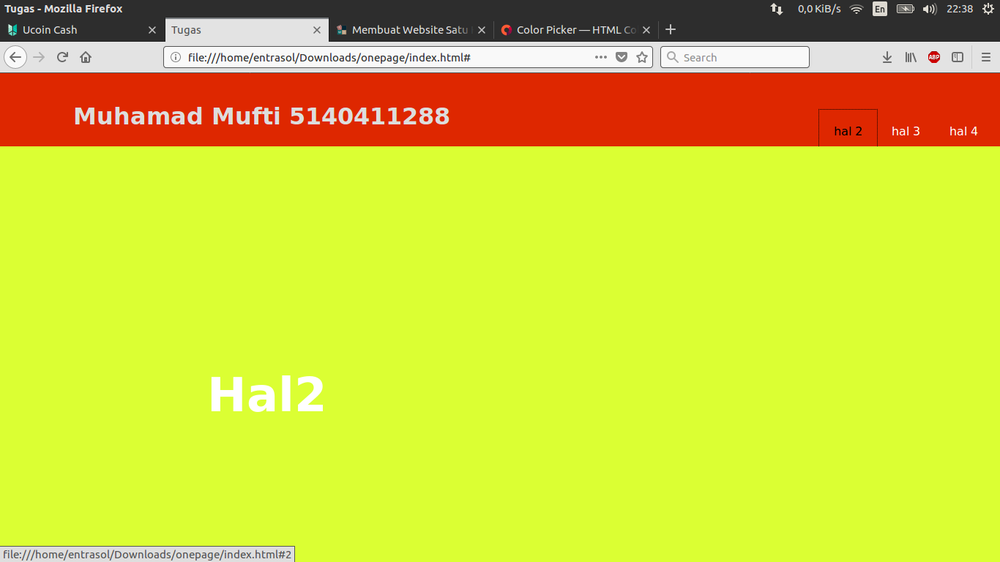 Tugas - Mozilla Firefox
0,0 KiB/s En 22:38
Ucoin Cash
Tugas
Membuat Website Satu
Color Picker — HTML Co
file:///home/entrasol/Downloads/onepage/index.html#
Search
ABP
Muhamad Mufti 5140411288
hal 2 hal 3 hal 4
Hal2
file:///home/entrasol/Downloads/onepage/index.html#2